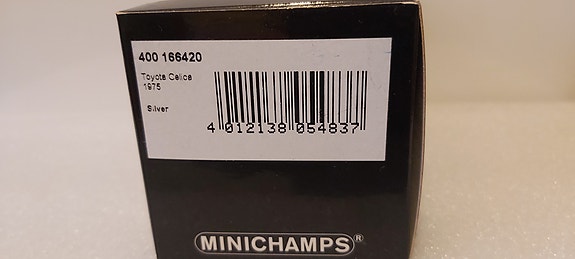 400 166420
Toyota Celica
1975
Silver
4 012138 054837
MINICHAMPS®